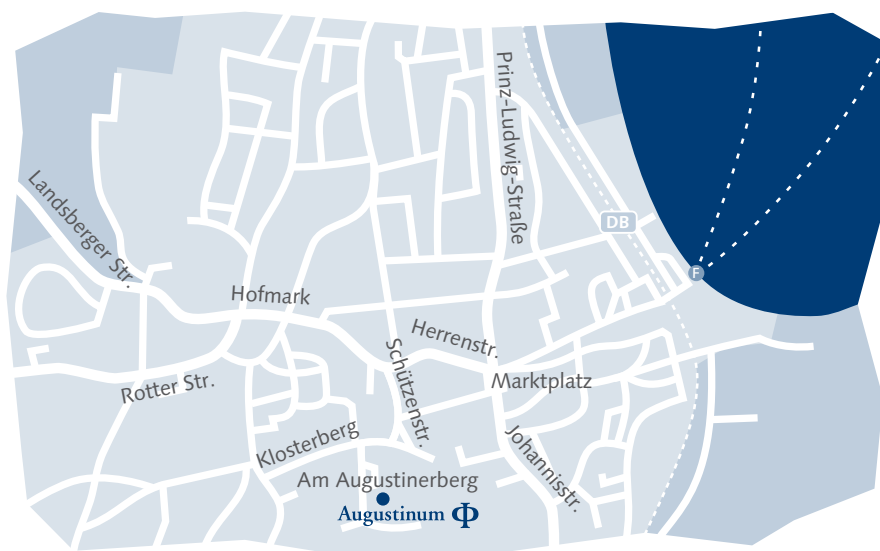 Prinz-Ludwig-Straße
Landsberger Str.
DB
F
Hofmark
Herrenstr.
Schützenstr.
Marktplatz
Rotter Str.
Klosterberg
Johannisstr.
Am Augustinerberg
Augustinum